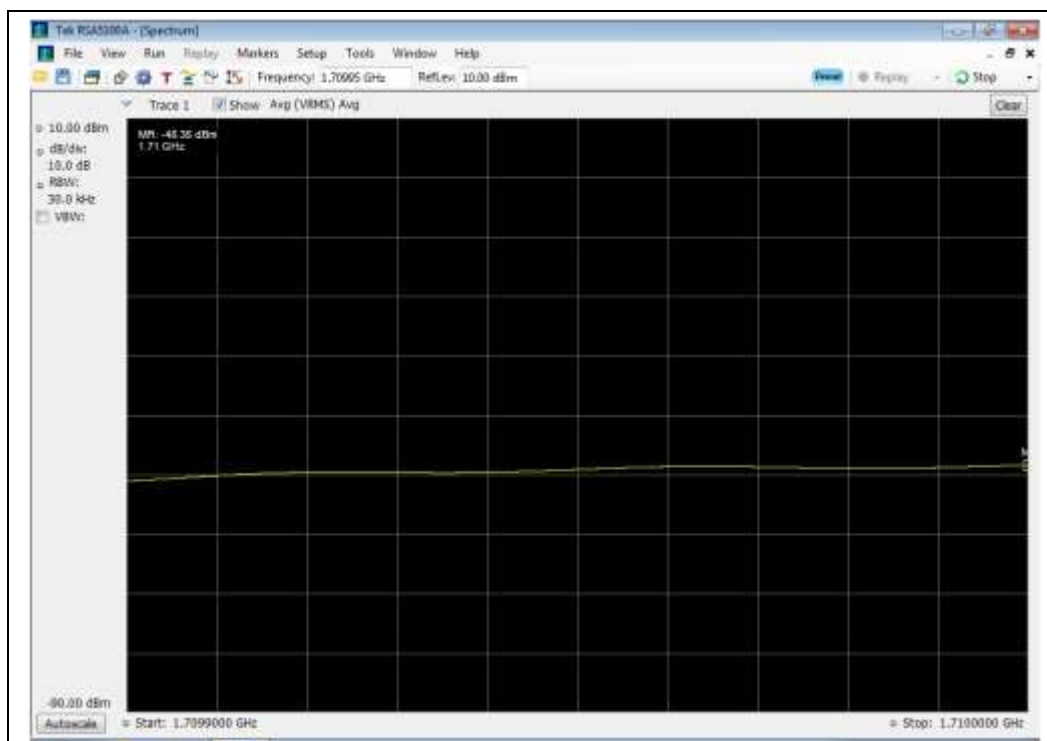 Tek RSA5100A - [Spectrum]
File View Run Replay Markers Setup Tools Window Help
Frequency: 1.70995 GHz RefLev: 10.00 dBm Preset Replay Stop
Trace 1 Show Avg (VRMS) Avg Clear
10.00 dBm
dB/div:
10.0 dB
RBW:
30.0 kHz
VBW:
MR: -48.36 dBm
1.71 GHz
M
-90.00 dBm
Autoscale Start: 1.7099000 GHz Stop: 1.7100000 GHz